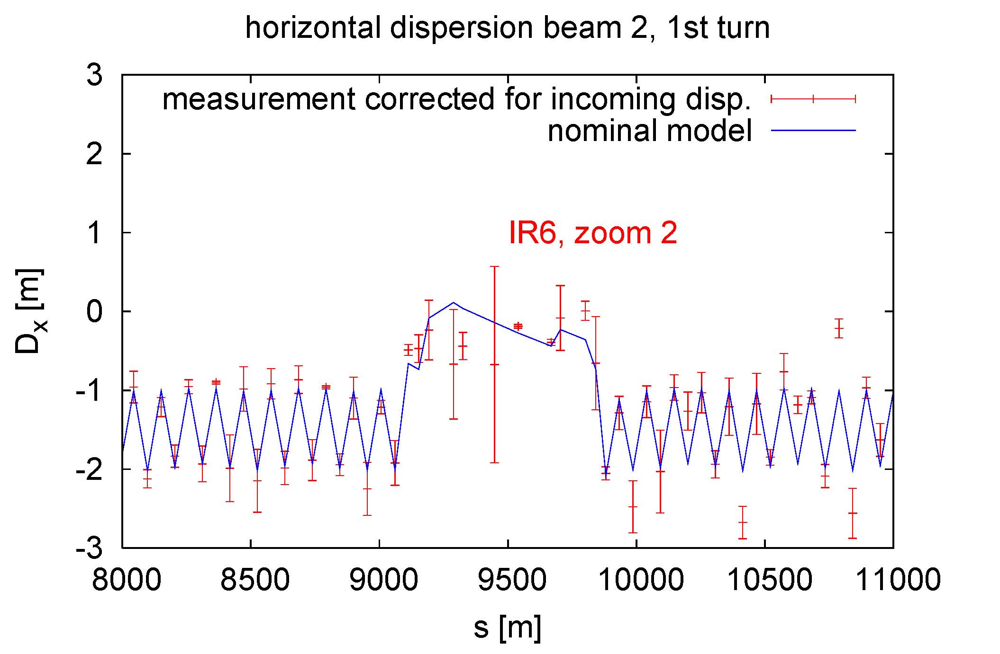 horizontal dispersion beam 2, 1st turn
3
measurement corrected for incoming disp.
nominal model
2
IR6, zoom 2
1
0
-1
-2
-3
Dx [m]
8000 8500 9000 9500 10000 10500 11000
s [m]